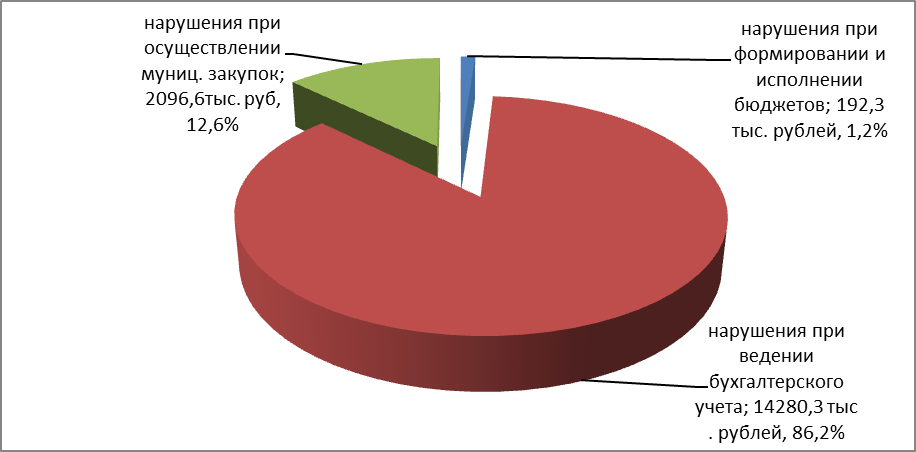 нарушения при
осуществлении
муниц. закупок;
2096,6тыс. руб,
12,6%
нарушения при
формировании и
исполнении
бюджетов; 192,3
тыс. рублей, 1,2%
нарушения при
ведении
бухгалтерского
учета; 14280,3 тыс
. рублей, 86,2%